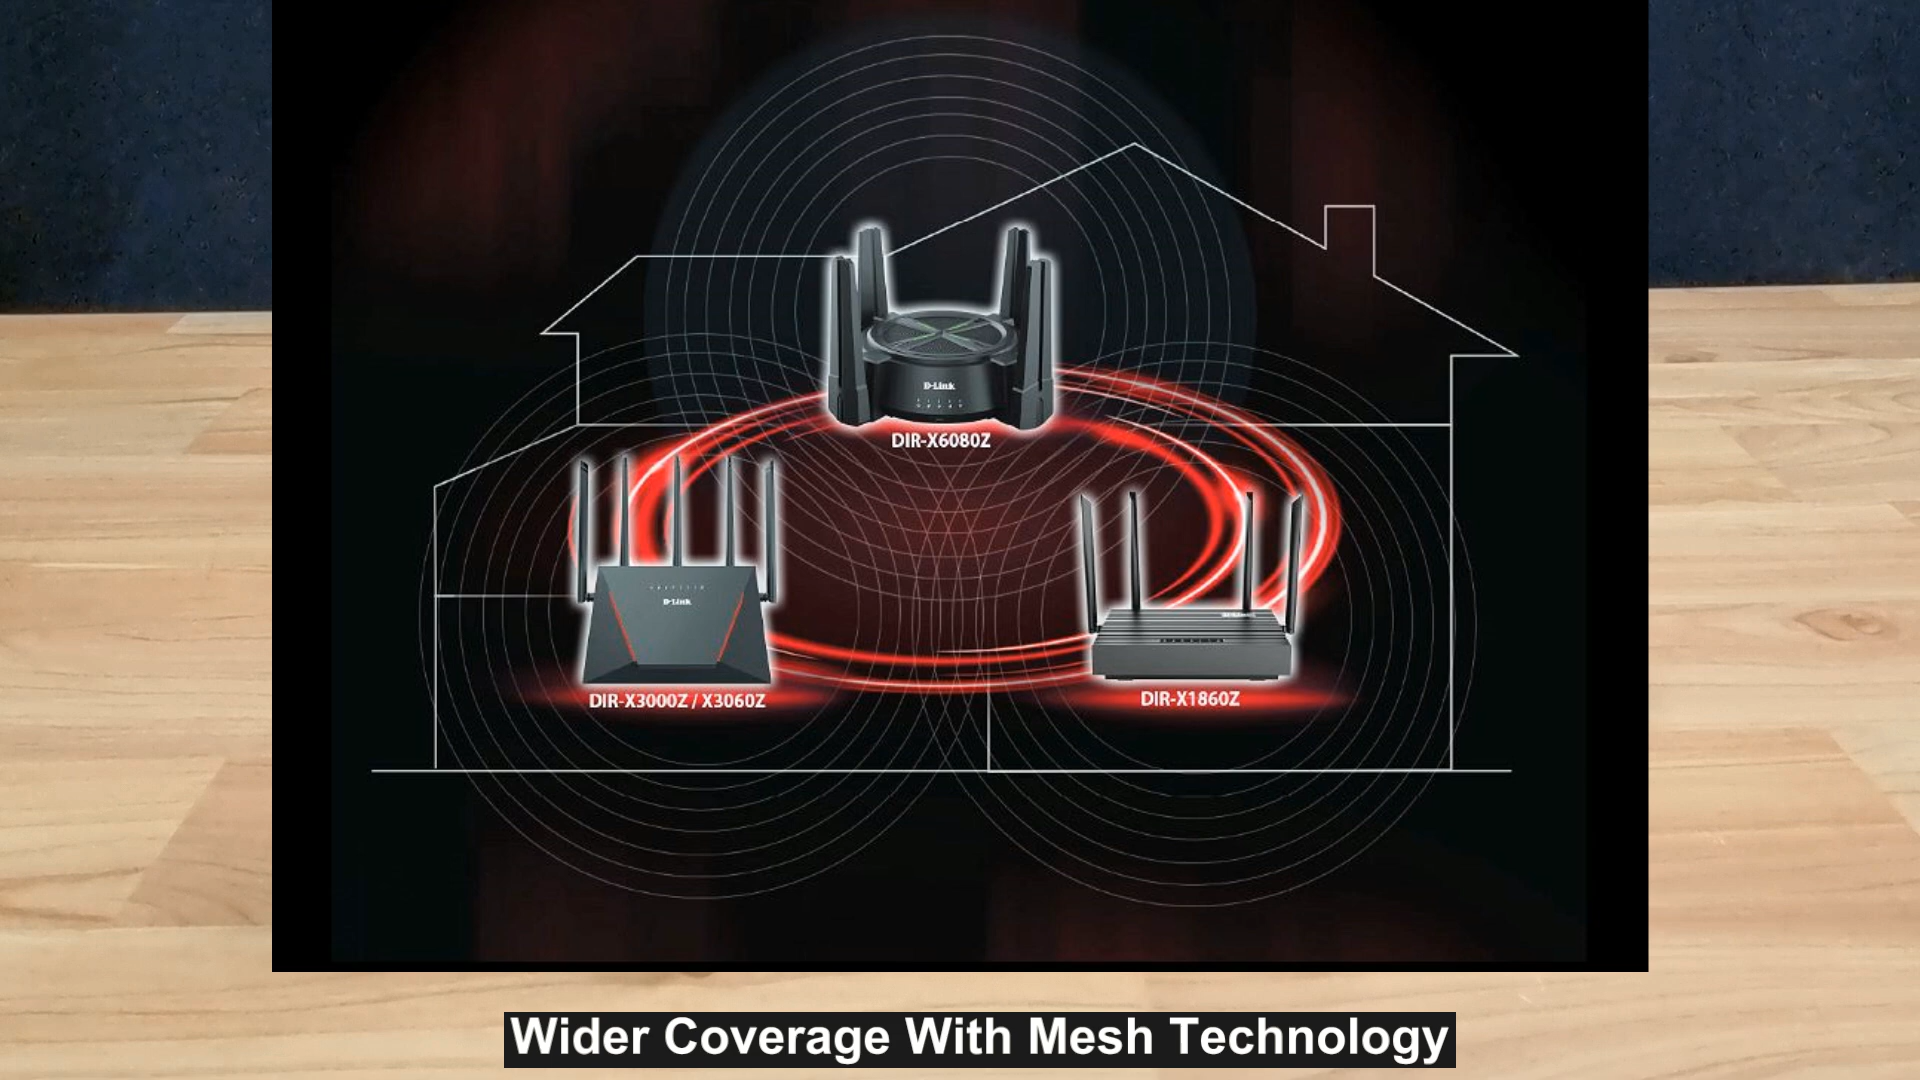 D-Link
DIR-X6080Z
D-Link
DIR-X3000Z / X3060Z
DIR-X1860Z
Wider Coverage With Mesh Technology